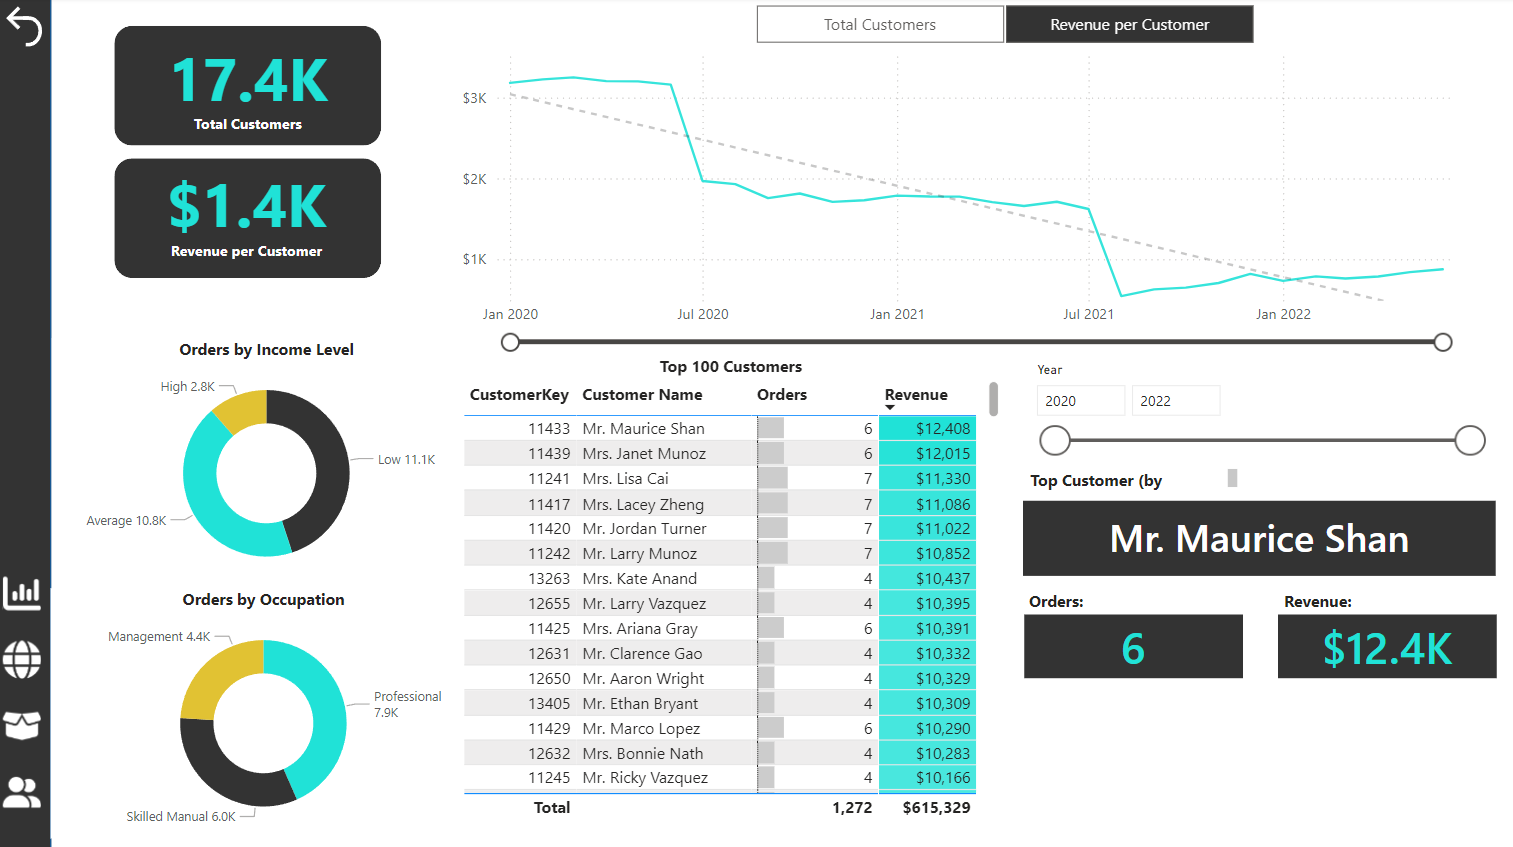 17.4K
Total Customers
$1.4K
Revenue per Customer
Total Customers
Revenue per Customer
$3K
$2K
$1K
Jan 2020
Jul 2020
Jan 2021
Jul 2021
Jan 2022
Orders by Income Level
High 2.8K
Low 11.1K
Average 10.8K
Orders by Occupation
Management 4.4K
Professional
7.9K
Skilled Manual 6.0K
Top 100 Customers
CustomerKey Customer Name Orders Revenue
11433 Mr. Maurice Shan 6 $12,408
11439 Mrs. Janet Munoz 6 $12,015
11241 Mrs. Lisa Cai 7 $11,330
11417 Mrs. Lacey Zheng 7 $11,086
11420 Mr. Jordan Turner 7 $11,022
11242 Mr. Larry Munoz 7 $10,852
13263 Mrs. Kate Anand 4 $10,437
12655 Mr. Larry Vazquez 4 $10,395
11425 Mrs. Ariana Gray 6 $10,391
12631 Mr. Clarence Gao 4 $10,332
12650 Mr. Aaron Wright 4 $10,329
13405 Mr. Ethan Bryant 4 $10,309
11429 Mr. Marco Lopez 6 $10,290
12632 Mrs. Bonnie Nath 4 $10,283
11245 Mr. Ricky Vazquez 4 $10,166
Total 1,272 $615,329
Year
2020 2022
Top Customer (by
Mr. Maurice Shan
Orders: Revenue:
6 $12.4K